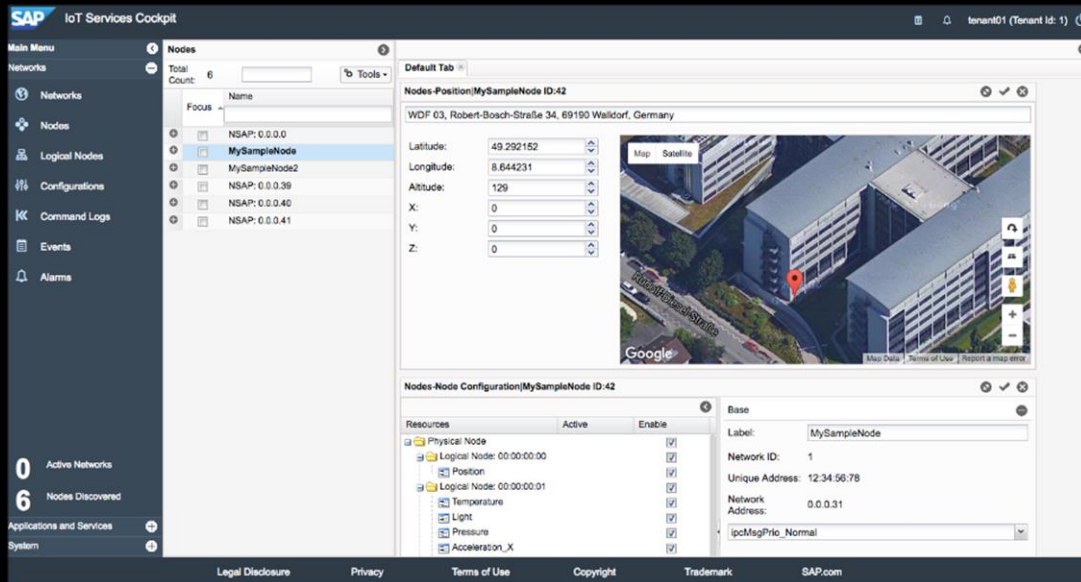 SAP IoT Services Cockpit
tenant01 (Tenant Id: 1)
Main Menu
Networks
Networks
Nodes
Logical Nodes
Configurations
Command Logs
Events
Alarms
0 Active Networks
6 Nodes Discovered
Applications and Services
System
Nodes
Total Count: 6
Tools
Focus Name
NSAP: 0.0.0.0
MySampleNode
MySampleNode2
NSAP: 0.0.0.39
NSAP: 0.0.0.40
NSAP: 0.0.0.41
Default Tab
Nodes-Position|MySampleNode ID:42
WDF 03, Robert-Bosch-Straße 34, 69190 Walldorf, Germany
Latitude: 49.292152
Longitude: 8.644231
Altitude: 129
X: 0
Y: 0
Z: 0
Map Satellite
Rudolf-Diesel-Straße
Google
Map Data Terms of Use Report a map error
Nodes-Node Configuration|MySampleNode ID:42
Resources Active Enable
Physical Node
Logical Node: 00:00:00:00
Position
Logical Node: 00:00:00:01
Temperature
Light
Pressure
Acceleration_X
Base
Label: MySampleNode
Network ID: 1
Unique Address: 12:34:56:78
Network Address: 0.0.0.31
ipcMsgPrio_Normal
Legal Disclosure Privacy Terms of Use Copyright Trademark SAP.com